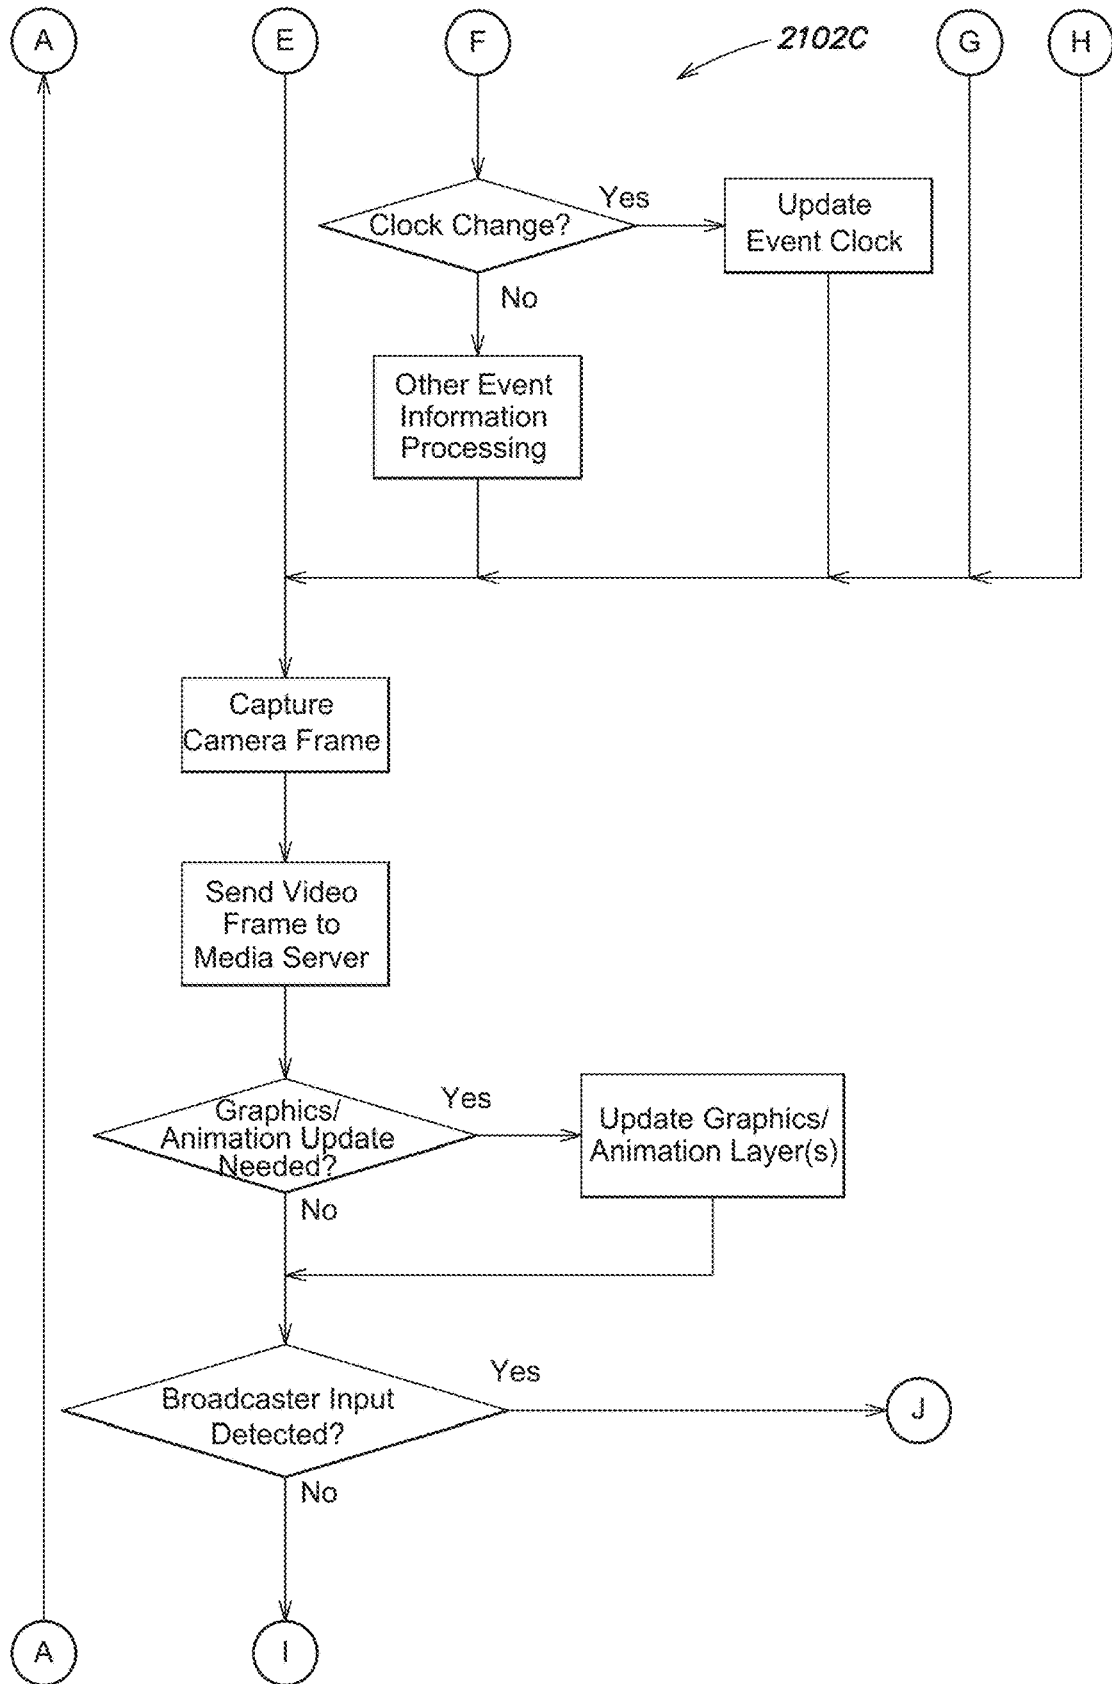 A
E
F
2102C
G
H
Clock Change?
Yes
Update
Event Clock
No
Other Event
Information
Processing
Capture
Camera Frame
Send Video
Frame to
Media Server
Graphics/
Animation Update
Needed?
Yes
Update Graphics/
Animation Layer(s)
No
Broadcaster Input
Detected?
Yes
J
No
A
I